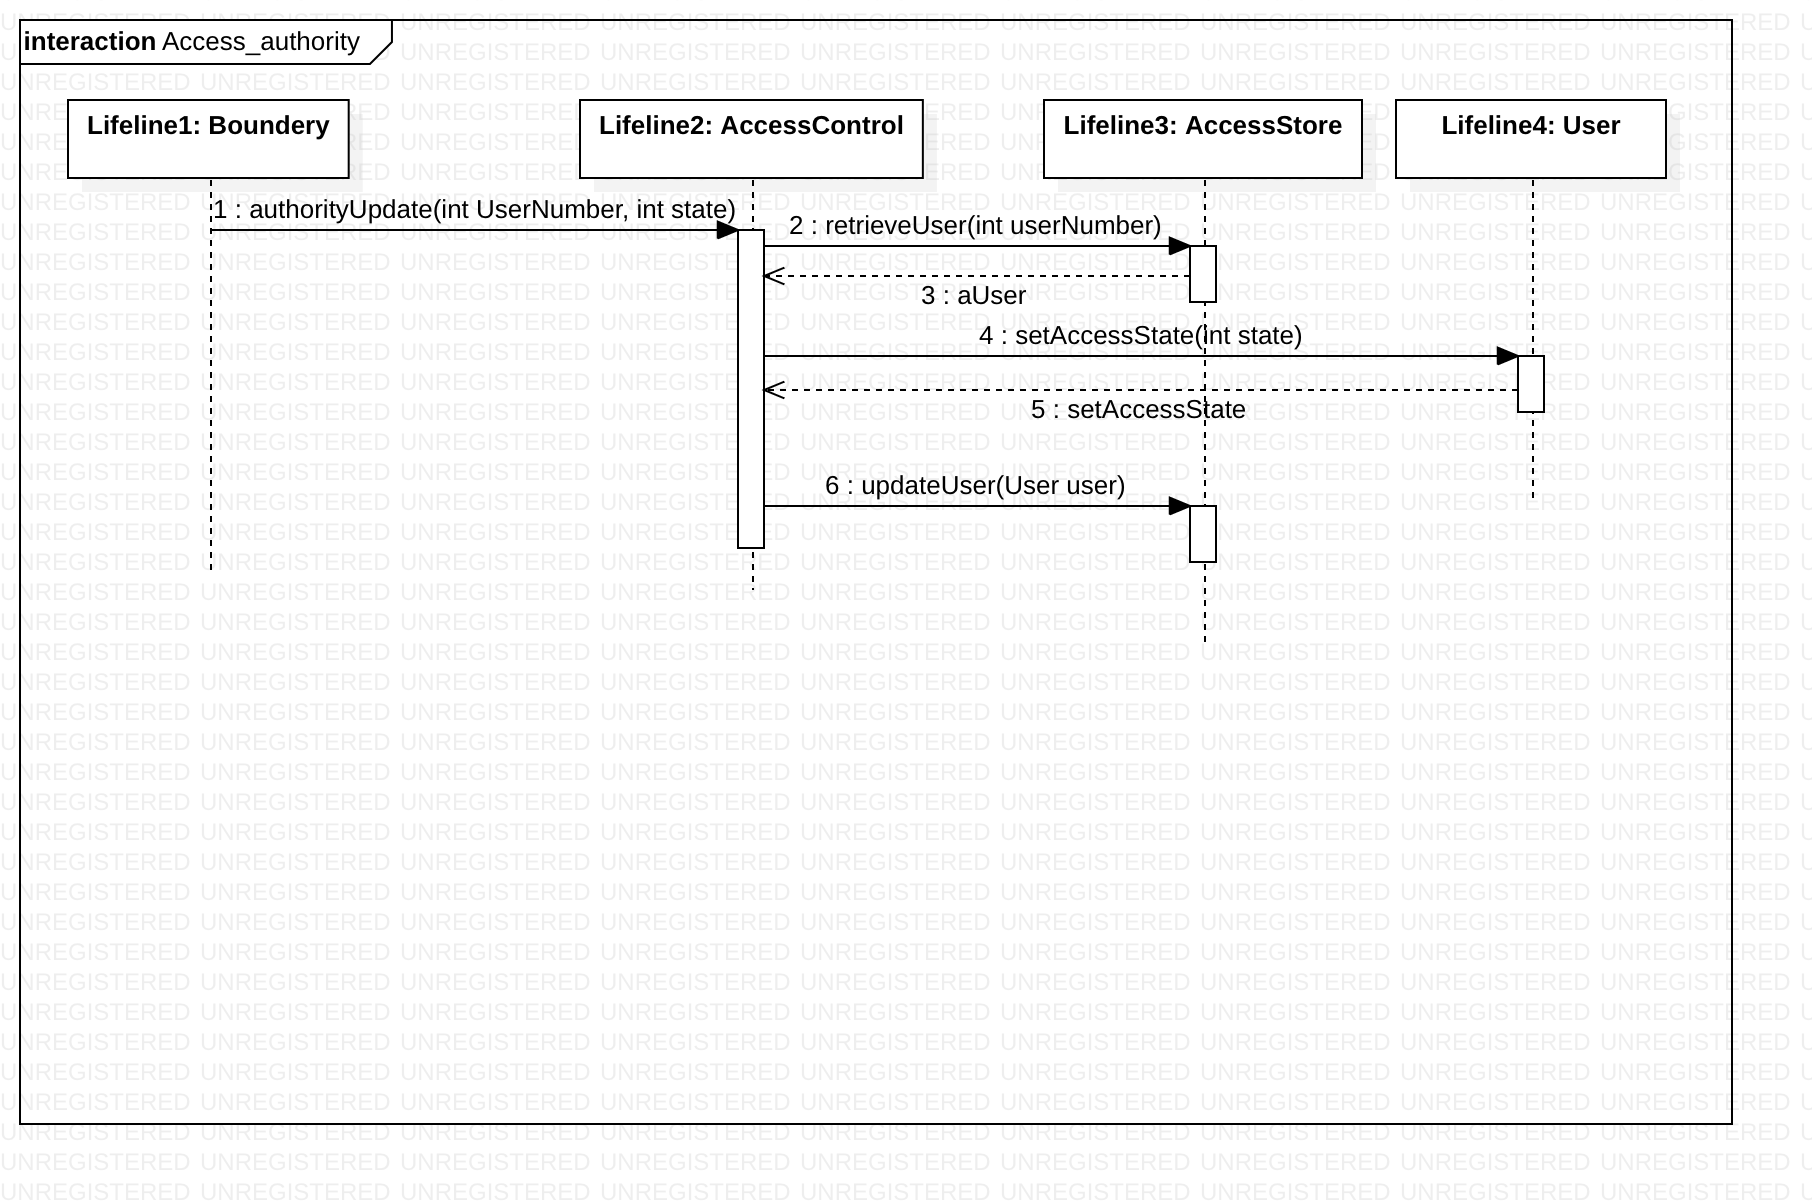 interaction Access_authority
Lifeline1: Boundery
Lifeline2: AccessControl
Lifeline3: AccessStore
Lifeline4: User
1 : authorityUpdate(int UserNumber, int state)
2 : retrieveUser(int userNumber)
3 : aUser
4 : setAccessState(int state)
5 : setAccessState
6 : updateUser(User user)
UNREGISTERED